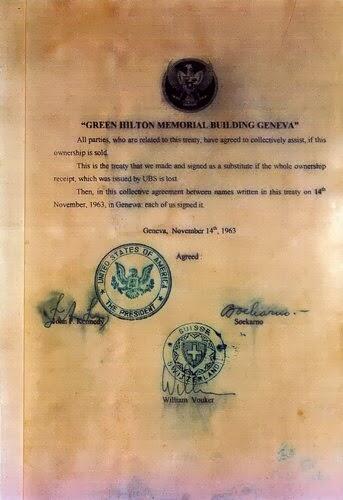 "GREEN HILTON MEMORIAL BUILDING GENEVA"
All parties, who are related to this treaty, have agreed to collectively assist, if this
ownership is sold.
This is the treaty that we made and signed as a substitute if the whole ownership
receipt, which was issued by UBS is lost.
Then, in this collective agreement between names written in this treaty on 14th
November, 1963, in Geneva: each of us signed it.
Geneva, November 14th, 1963
Agreed :
UNITED STATES OF AMERICA
THE PRESIDENT
John F. Kennedy
Soekarno
SUISSE
SWITZERLAND
William Vouker